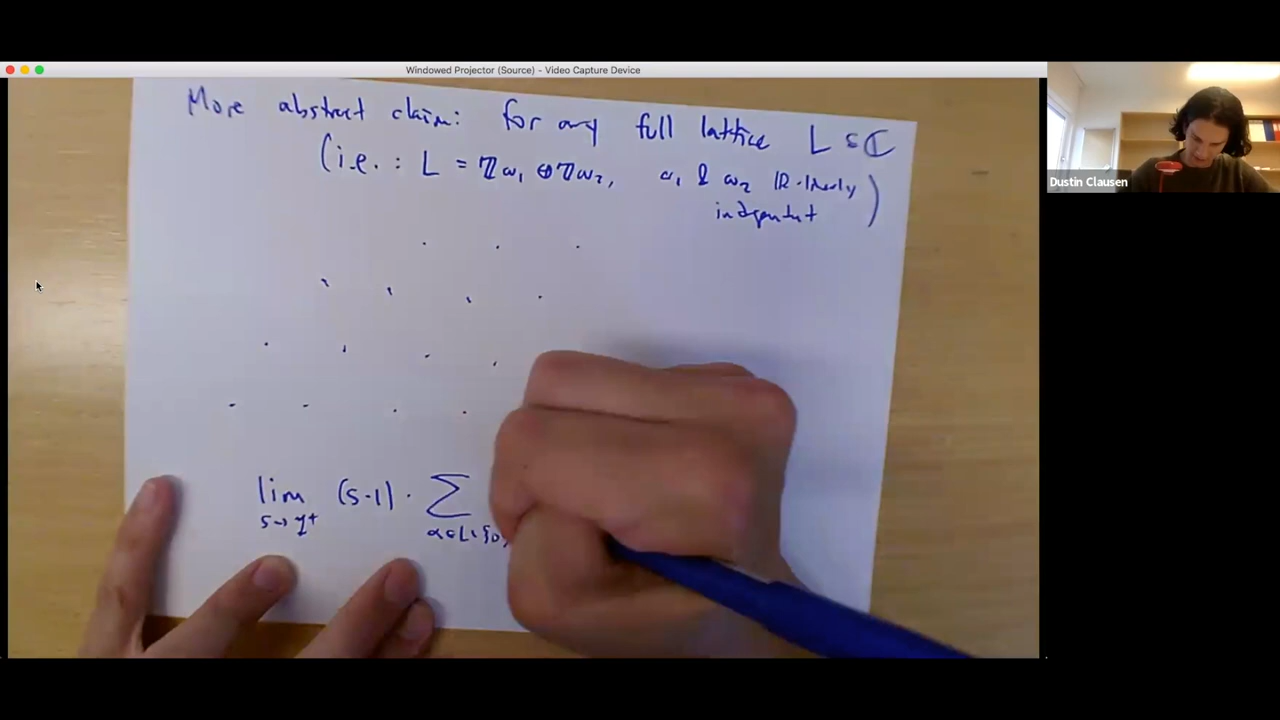 Windowed Projector (Source) - Video Capture Device
More abstract claim: for any full lattice L ⊆ ℂ
(i.e.: L = ℤω₁ ⊕ ℤω₂, ω₁ & ω₂ ℝ-linearly
independent)
lim (s-1) · ∑
s→1⁺ α∈L\{0}
Dustin Clausen